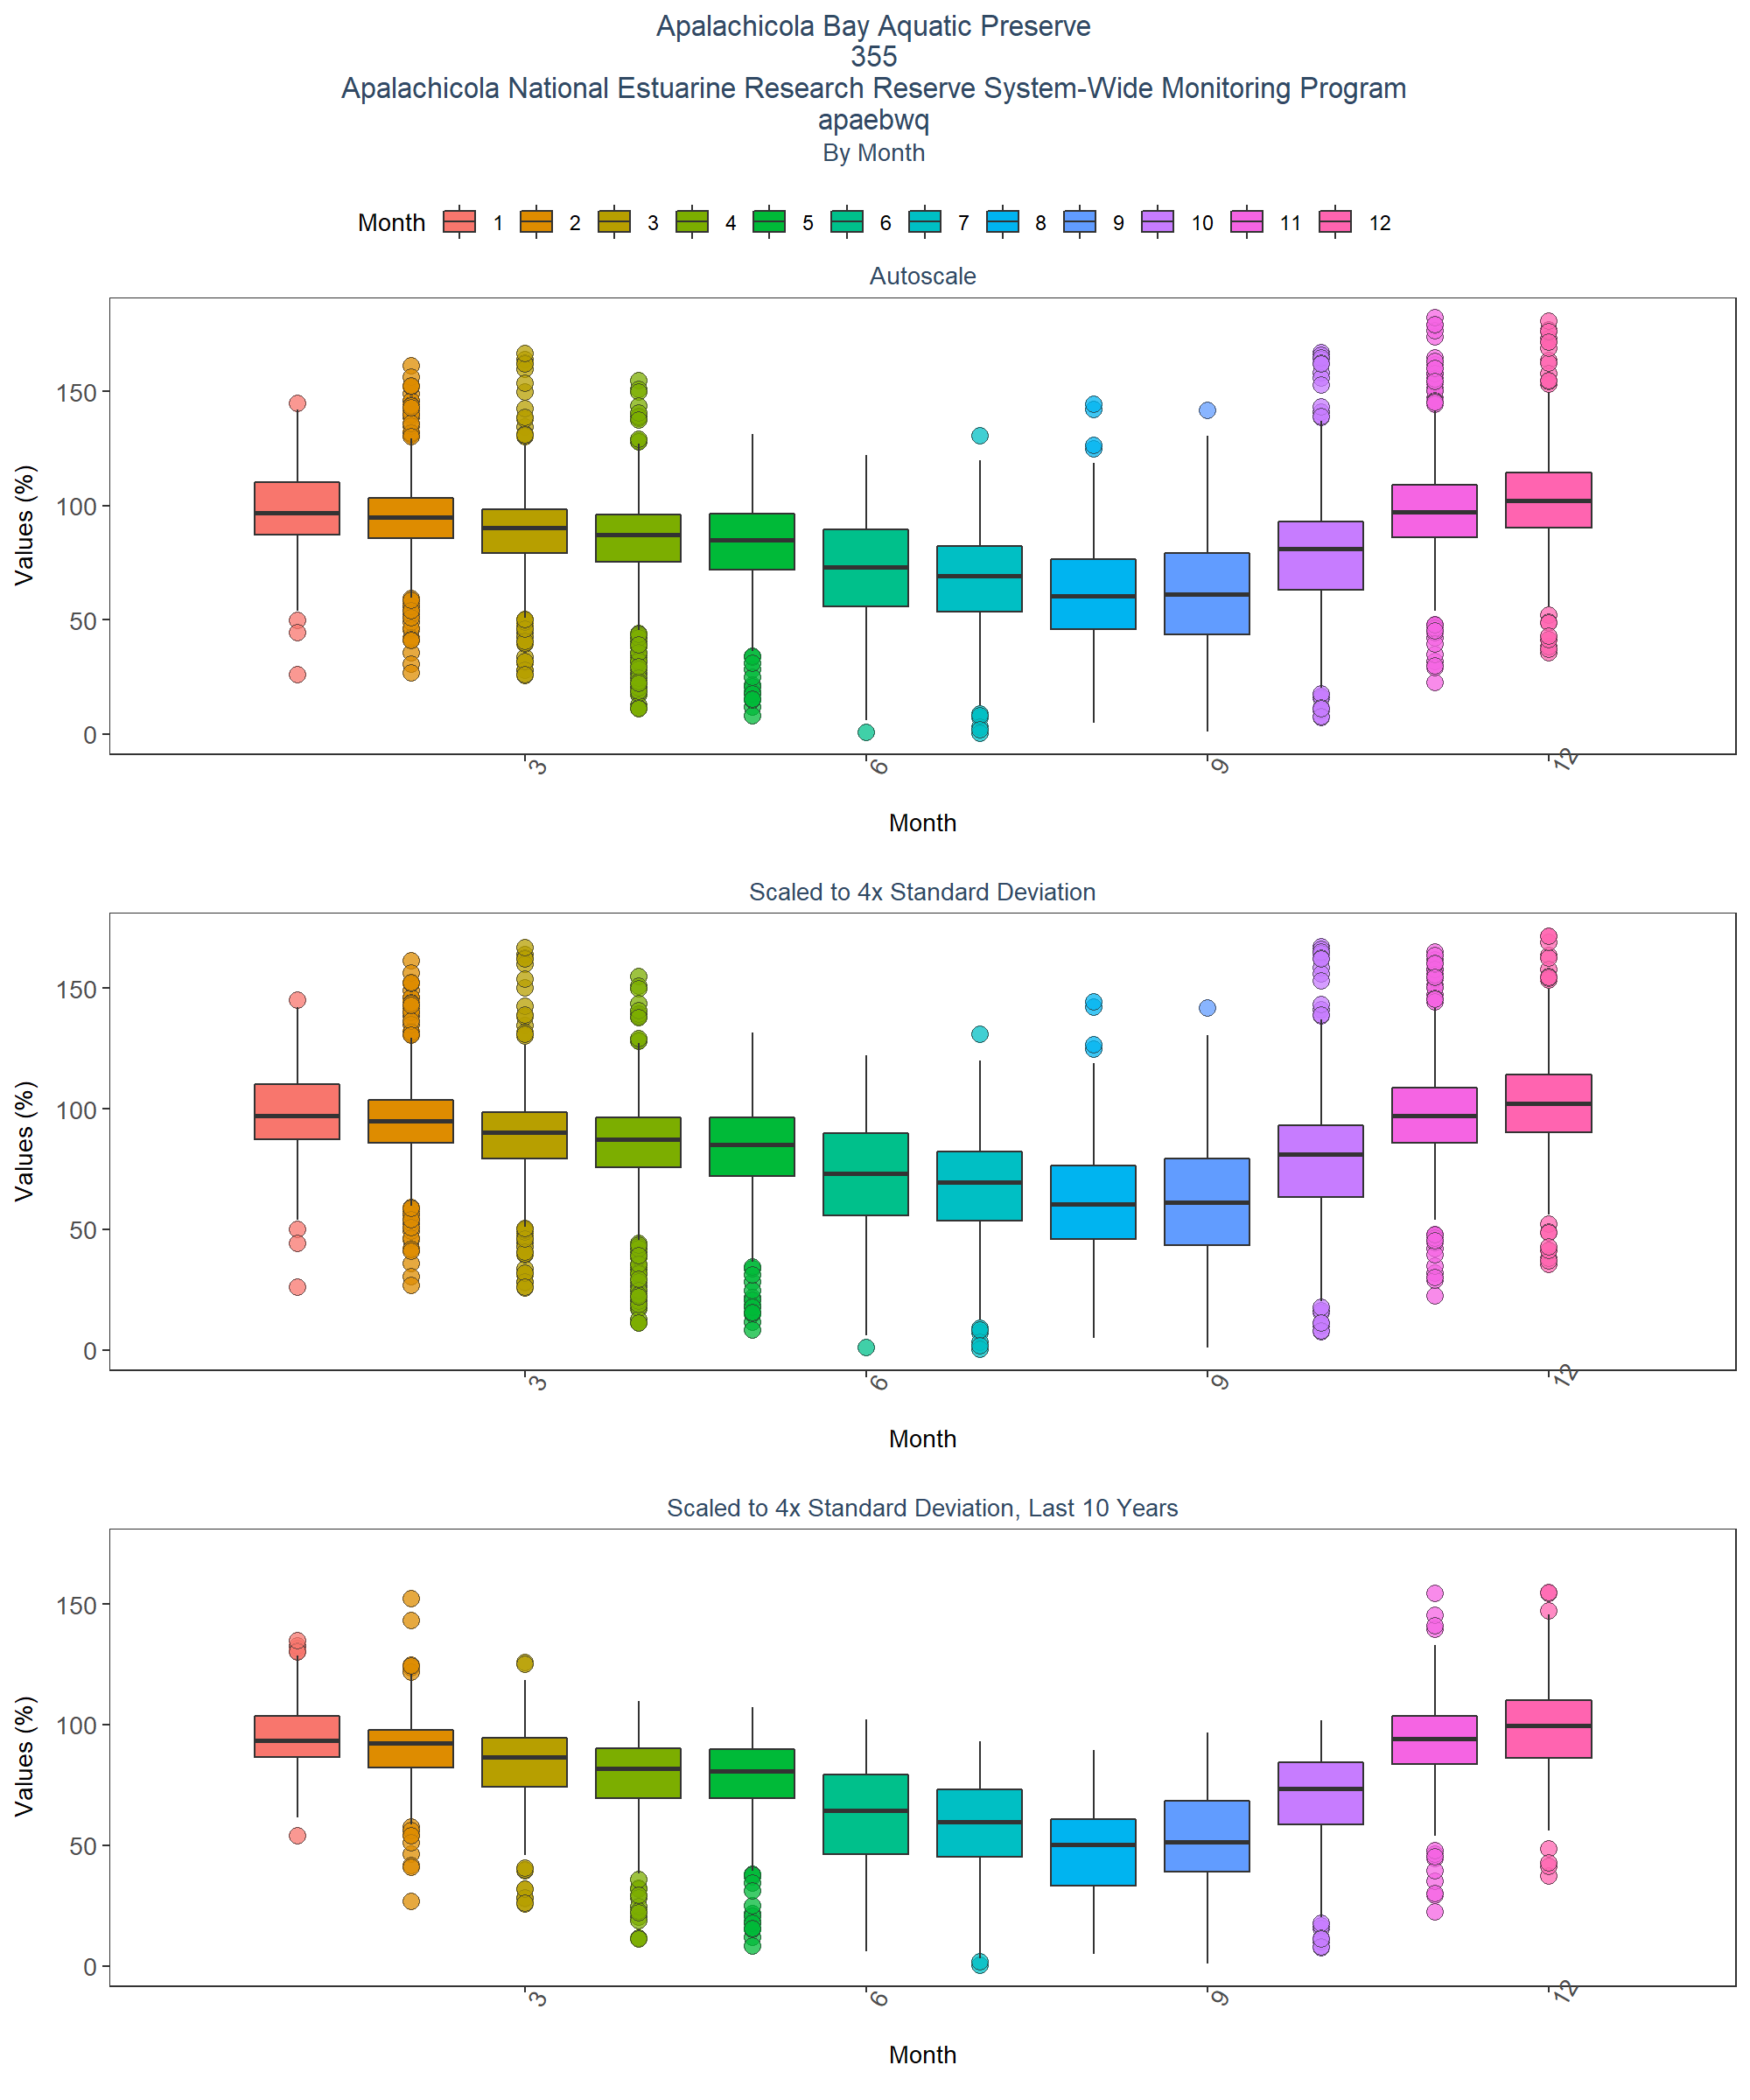 Apalachicola Bay Aquatic Preserve
355
Apalachicola National Estuarine Research Reserve System-Wide Monitoring Program
apaebwq
By Month
Month 1 2 3 4 5 6 7 8 9 10 11 12
Autoscale
Values (%)
150
100
50
0
3 6 9 12
Month
Scaled to 4x Standard Deviation
Values (%)
150
100
50
0
3 6 9 12
Month
Scaled to 4x Standard Deviation, Last 10 Years
Values (%)
150
100
50
0
3 6 9 12
Month